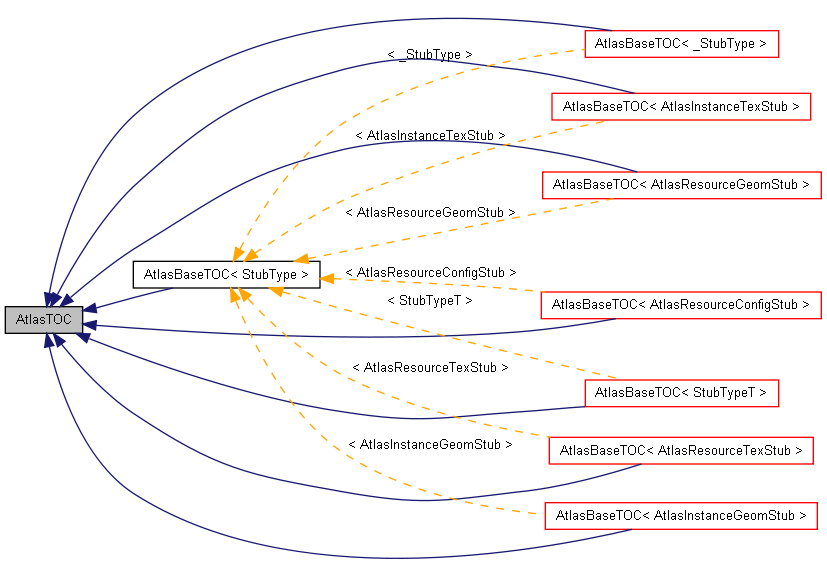 AtlasBaseTOC< _StubType >
< _StubType >
AtlasBaseTOC< AtlasInstanceTexStub >
< AtlasInstanceTexStub >
AtlasBaseTOC< AtlasResourceGeomStub >
< AtlasResourceGeomStub >
AtlasBaseTOC< StubType >
< AtlasResourceConfigStub >
< StubTypeT >
AtlasBaseTOC< AtlasResourceConfigStub >
AtlasTOC
< AtlasResourceTexStub >
AtlasBaseTOC< StubTypeT >
< AtlasInstanceGeomStub >
AtlasBaseTOC< AtlasResourceTexStub >
AtlasBaseTOC< AtlasInstanceGeomStub >